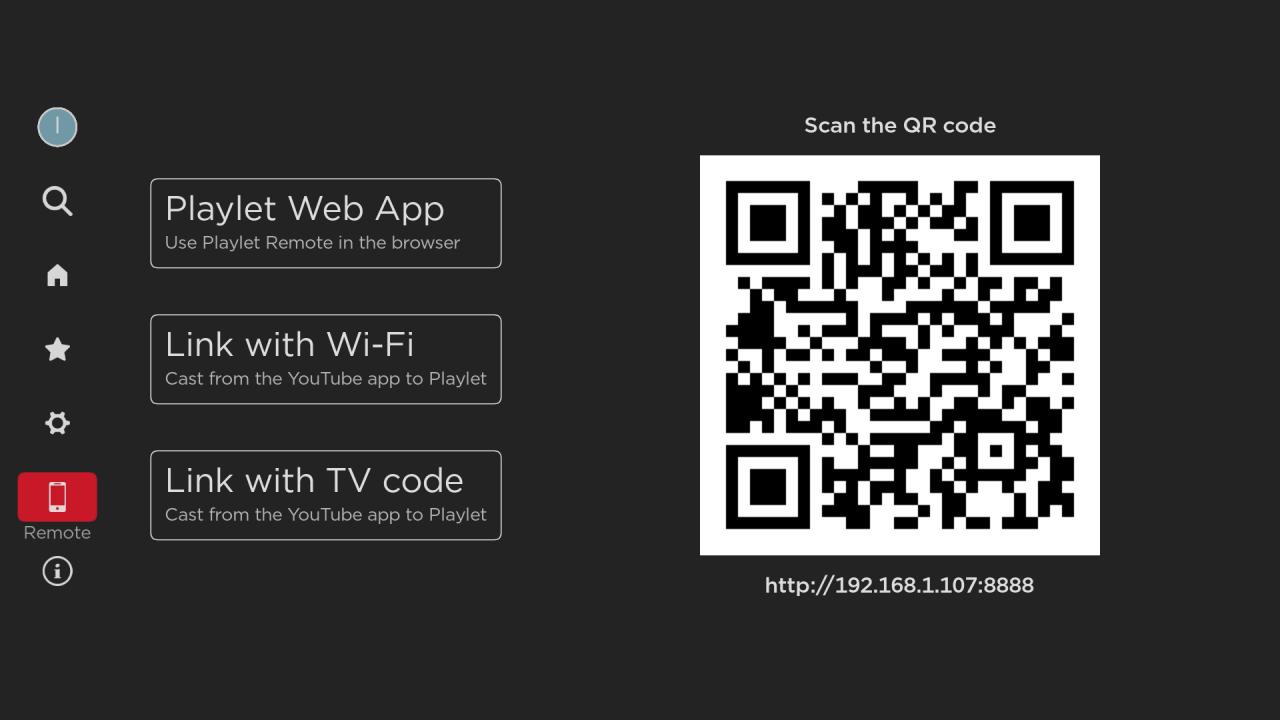 Scan the QR code
Playlet Web App
Use Playlet Remote in the browser
Link with Wi-Fi
Cast from the YouTube app to Playlet
Link with TV code
Cast from the YouTube app to Playlet
Remote
http://192.168.1.107:8888